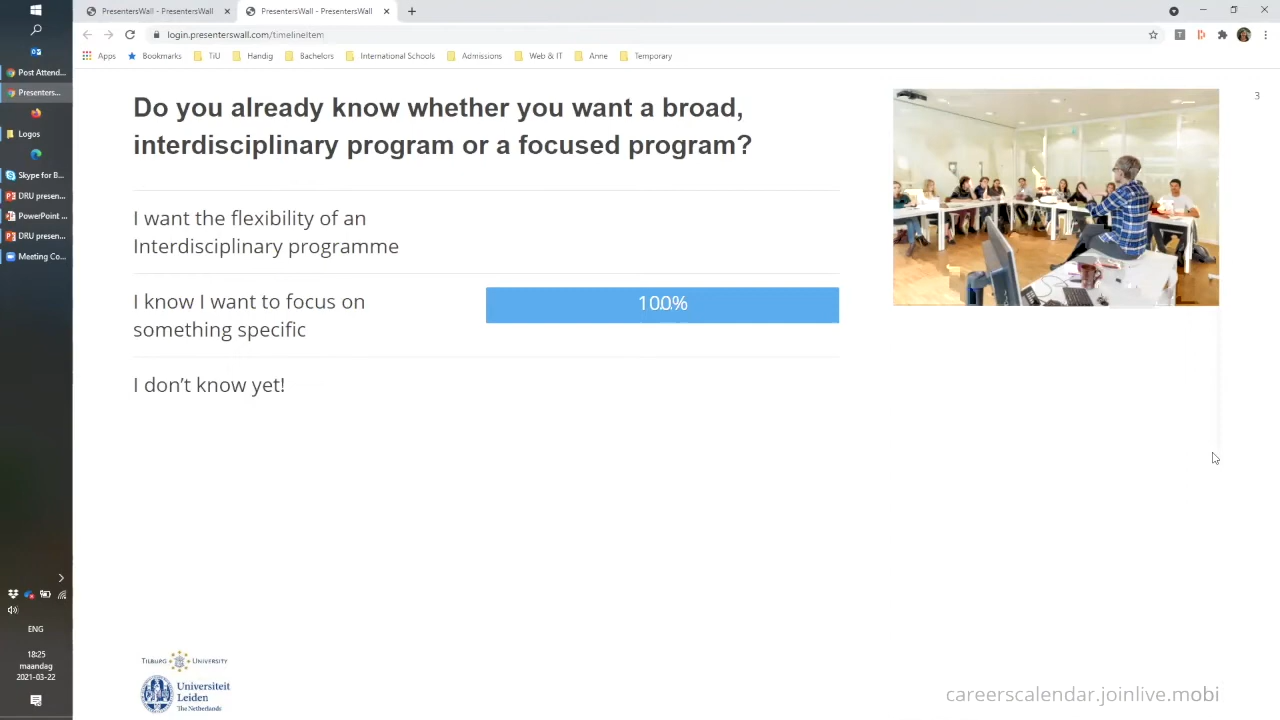 PresentersWall - PresentersWall
PresentersWall - PresentersWall
login.presenterswall.com/timelineItem
Apps
Bookmarks
TiU
Handig
Bachelors
International Schools
Admissions
Web & IT
Anne
Temporary
Post Attend...
Presenters...
Logos
Skype for B...
DRU presen...
PowerPoint ...
DRU presen...
Meeting Co...
ENG
18:25
maandag
2021-03-22
Do you already know whether you want a broad,
interdisciplinary program or a focused program?
3
I want the flexibility of an
Interdisciplinary programme
I know I want to focus on
something specific
100%
I don't know yet!
TILBURG UNIVERSITY
Universiteit
Leiden
The Netherlands
careerscalendar.joinlive.mobi